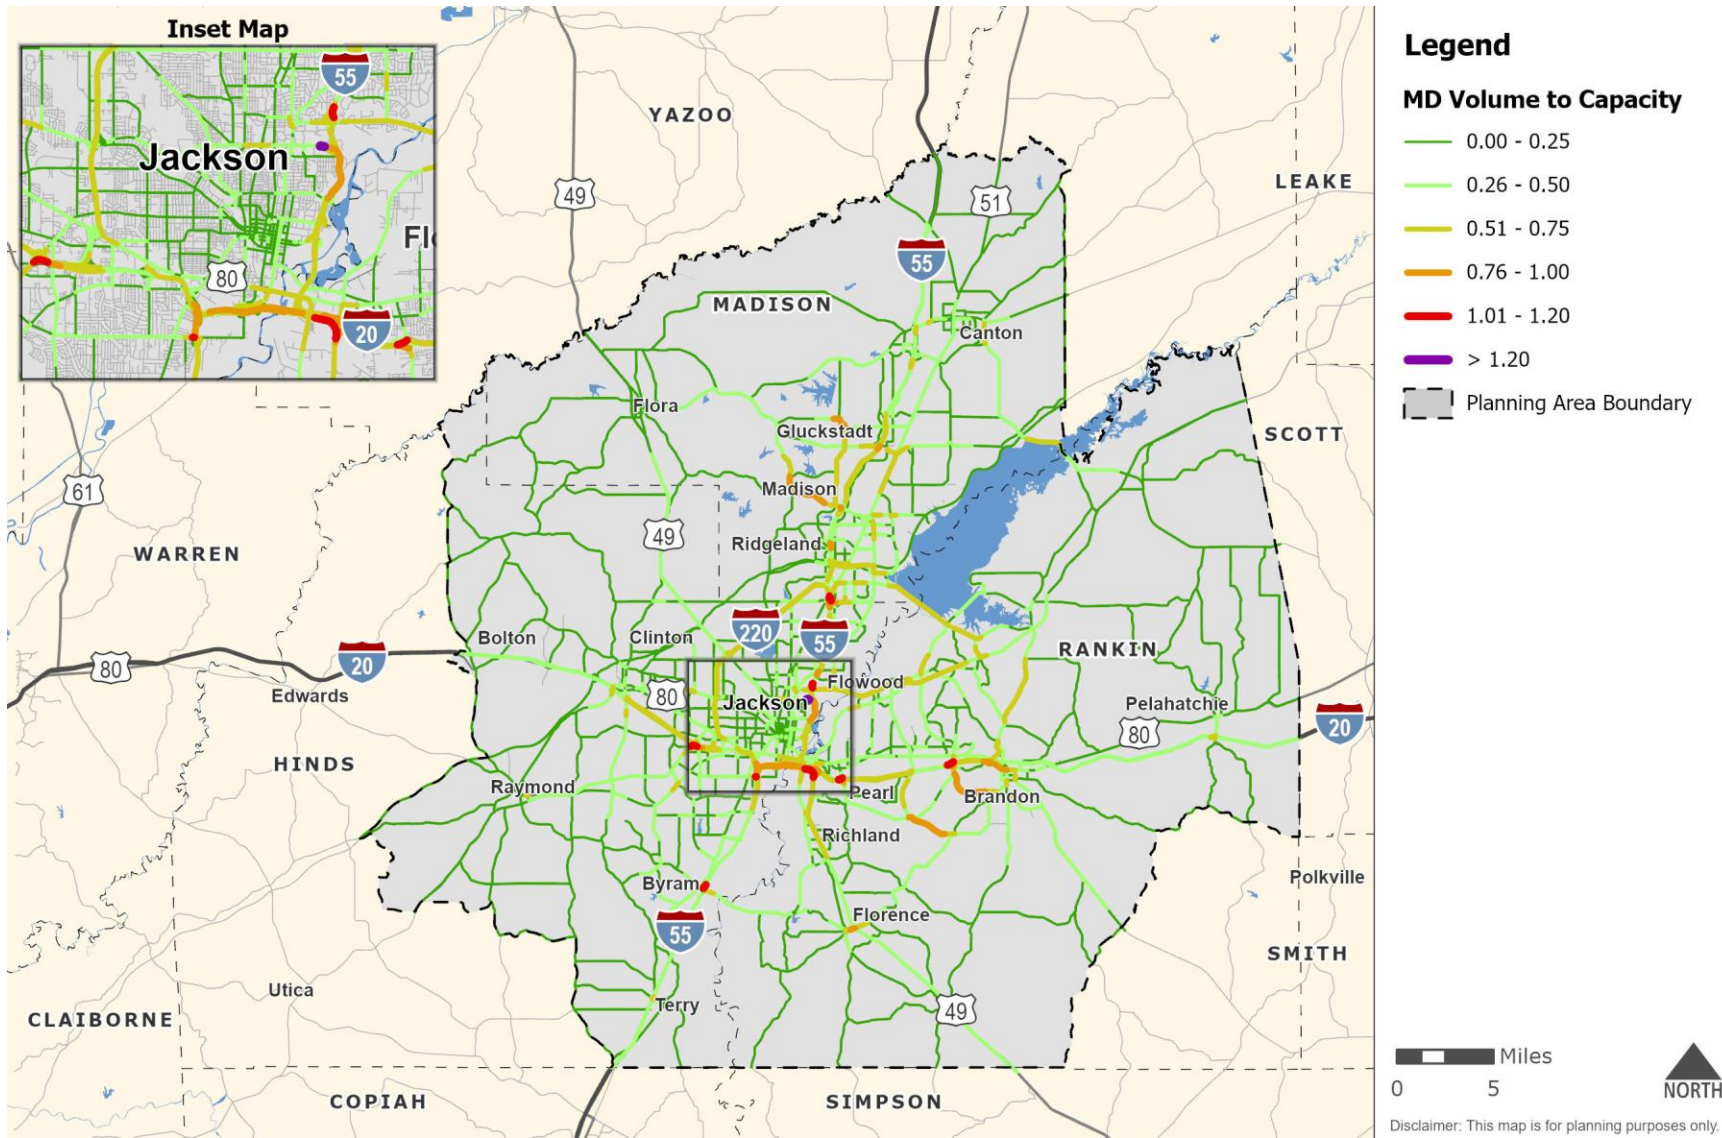 Inset Map
55
Jackson
Fl
80
20
YAZOO
LEAKE
49
51
55
MADISON
Canton
Flora
Gluckstadt
SCOTT
61
Madison
49
Ridgeland
WARREN
Bolton
Clinton
220
55
RANKIN
80
20
Edwards
80
Flowood
Jackson
Pelahatchie
80
20
HINDS
Raymond
Pearl
Brandon
Richland
Byram
Polkville
55
Florence
SMITH
Utica
Terry
49
CLAIBORNE
COPIAH
SIMPSON
Legend
MD Volume to Capacity
0.00 - 0.25
0.26 - 0.50
0.51 - 0.75
0.76 - 1.00
1.01 - 1.20
> 1.20
Planning Area Boundary
Miles
0 5
NORTH
Disclaimer: This map is for planning purposes only.